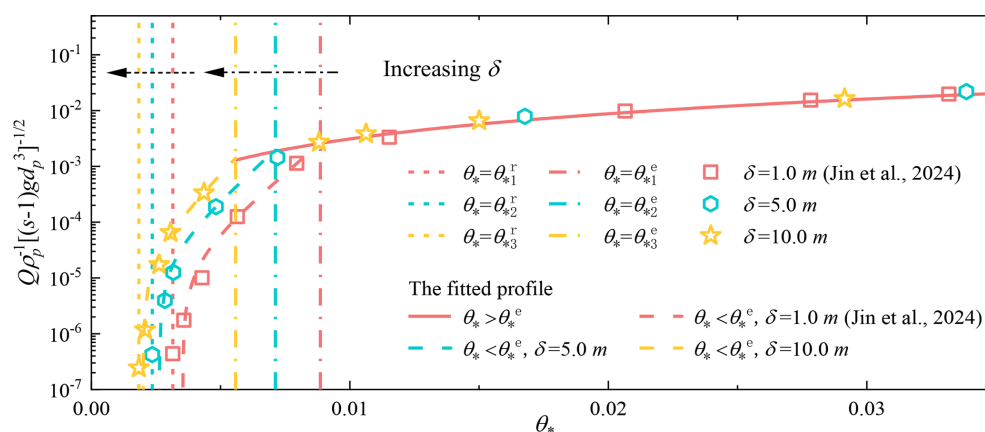 Qρₚ⁻¹[(s-1)gdₚ³]⁻¹/²
10⁻¹
10⁻²
10⁻³
10⁻⁴
10⁻⁵
10⁻⁶
10⁻⁷
Increasing δ
θ*=θ*₁ʳ θ*=θ*₁ᵉ δ=1.0 m (Jin et al., 2024)
θ*=θ*₂ʳ θ*=θ*₂ᵉ δ=5.0 m
θ*=θ*₃ʳ θ*=θ*₃ᵉ δ=10.0 m
The fitted profile
θ*>θ*ᵉ θ*<θ*ᵉ, δ=1.0 m (Jin et al., 2024)
θ*<θ*ᵉ, δ=5.0 m θ*<θ*ᵉ, δ=10.0 m
0.00 0.01 0.02 0.03
θ*